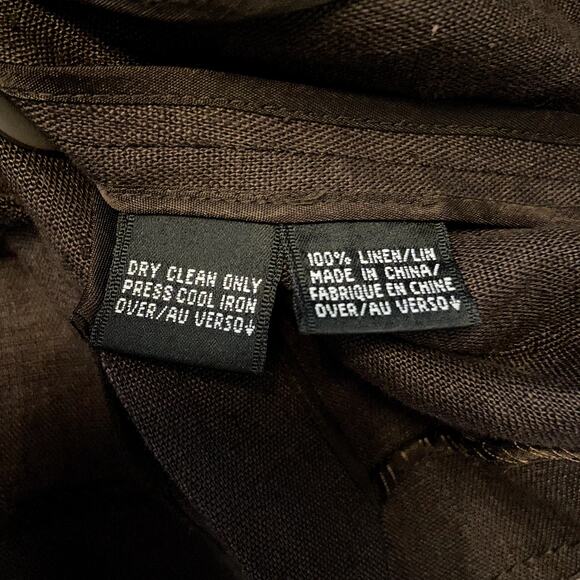 DRY CLEAN ONLY
PRESS COOL IRON
OVER/AU VERSO↓
100% LINEN/LIN
MADE IN CHINA/
FABRIQUE EN CHINE
OVER/AU VERSO↓